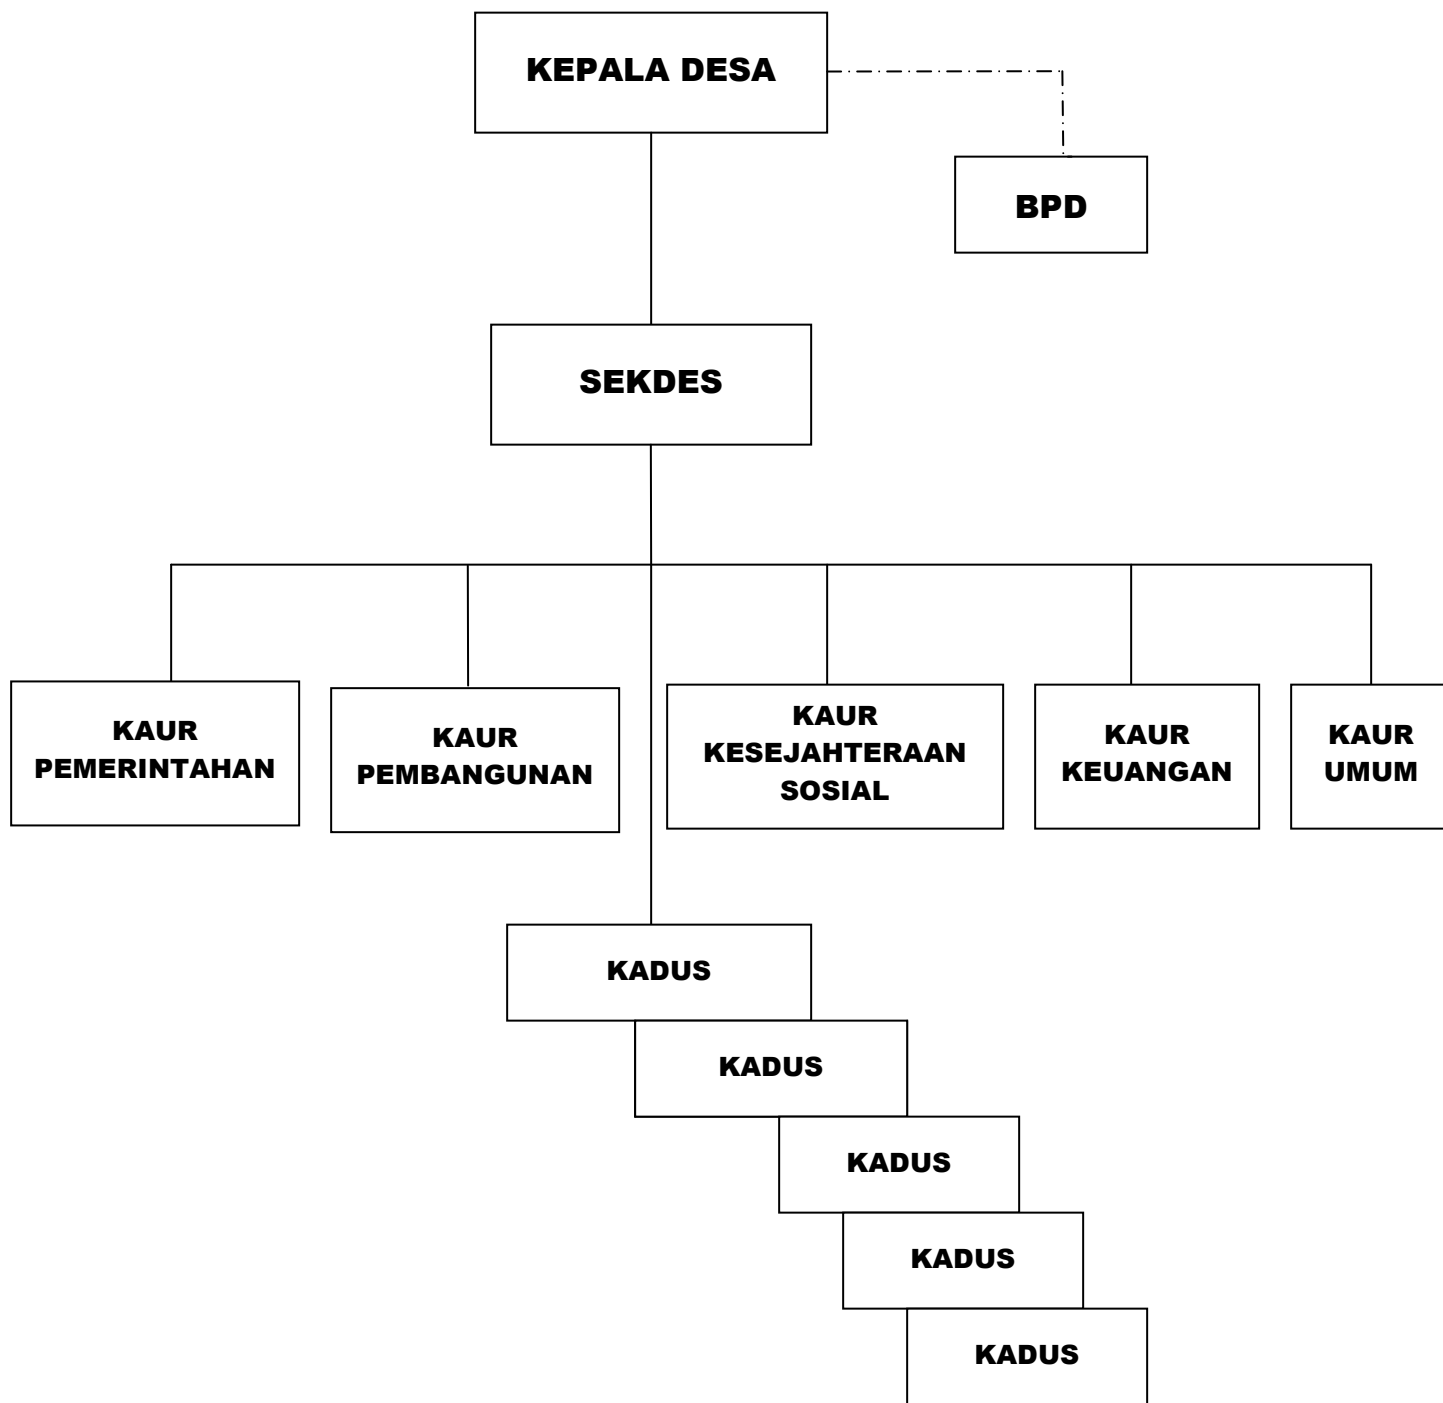 KEPALA DESA
BPD
SEKDES
KAUR
PEMERINTAHAN
KAUR
PEMBANGUNAN
KAUR
KESEJAHTERAAN
SOSIAL
KAUR
KEUANGAN
KAUR
UMUM
KADUS
KADUS
KADUS
KADUS
KADUS